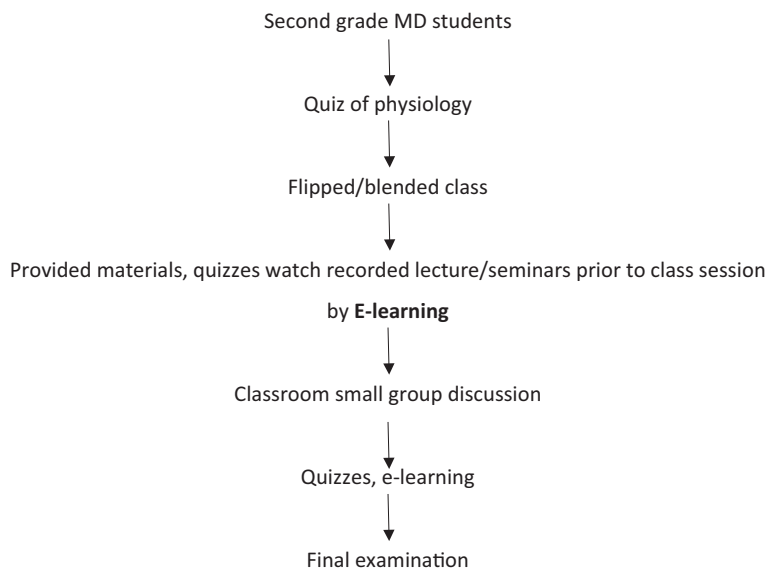 Second grade MD students
Quiz of physiology
Flipped/blended class
Provided materials, quizzes watch recorded lecture/seminars prior to class session
by E-learning
Classroom small group discussion
Quizzes, e-learning
Final examination